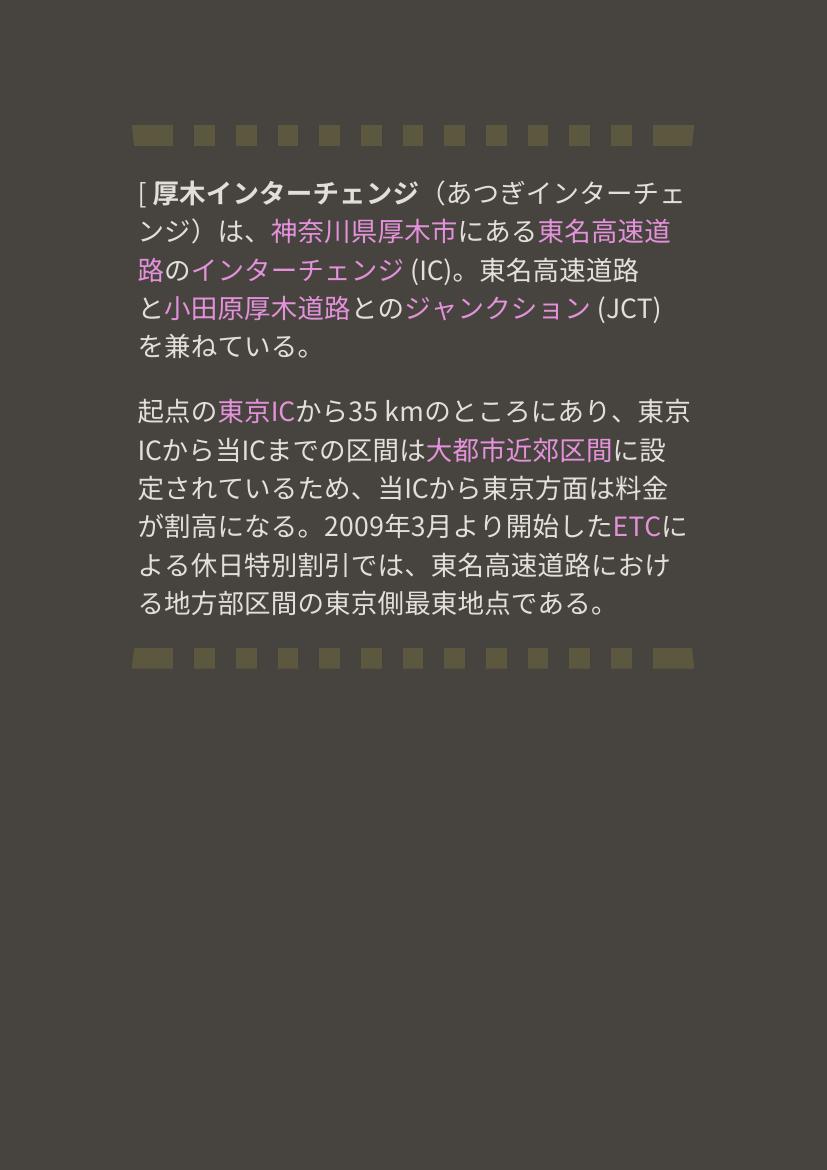 [ 厚木インターチェンジ（あつぎインターチェ
ンジ）は、神奈川県厚木市にある東名高速道
路のインターチェンジ (IC)。東名高速道路
と小田原厚木道路とのジャンクション (JCT)
を兼ねている。
起点の東京ICから35 kmのところにあり、東京
ICから当ICまでの区間は大都市近郊区間に設
定されているため、当ICから東京方面は料金
が割高になる。2009年3月より開始したETCに
よる休日特別割引では、東名高速道路におけ
る地方部区間の東京側最東地点である。